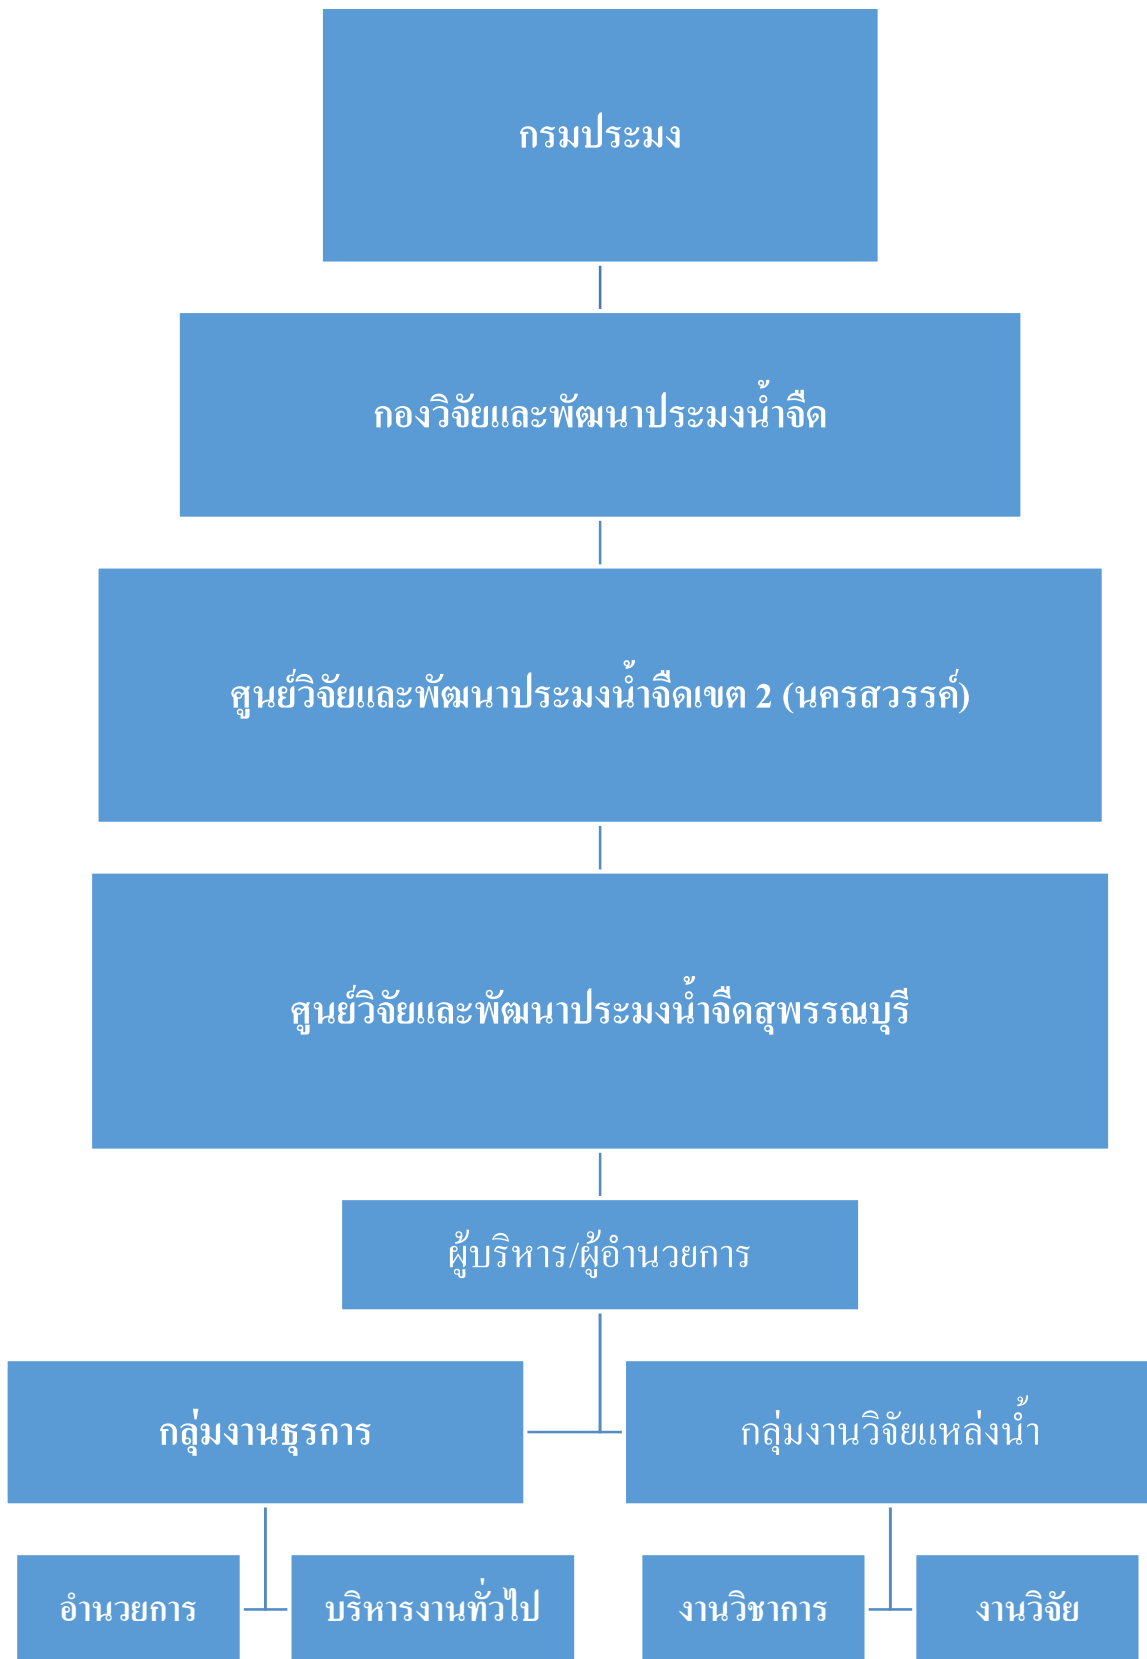 กรมประมง
กองวิจัยและพัฒนาประมงน้ำจืด
ศูนย์วิจัยและพัฒนาประมงน้ำจืดเขต 2 (นครสวรรค์)
ศูนย์วิจัยและพัฒนาประมงน้ำจืดสุพรรณบุรี
ผู้บริหาร/ผู้อำนวยการ
กลุ่มงานธุรการ
กลุ่มงานวิจัยแหล่งน้ำ
อำนวยการ
บริหารงานทั่วไป
งานวิชาการ
งานวิจัย